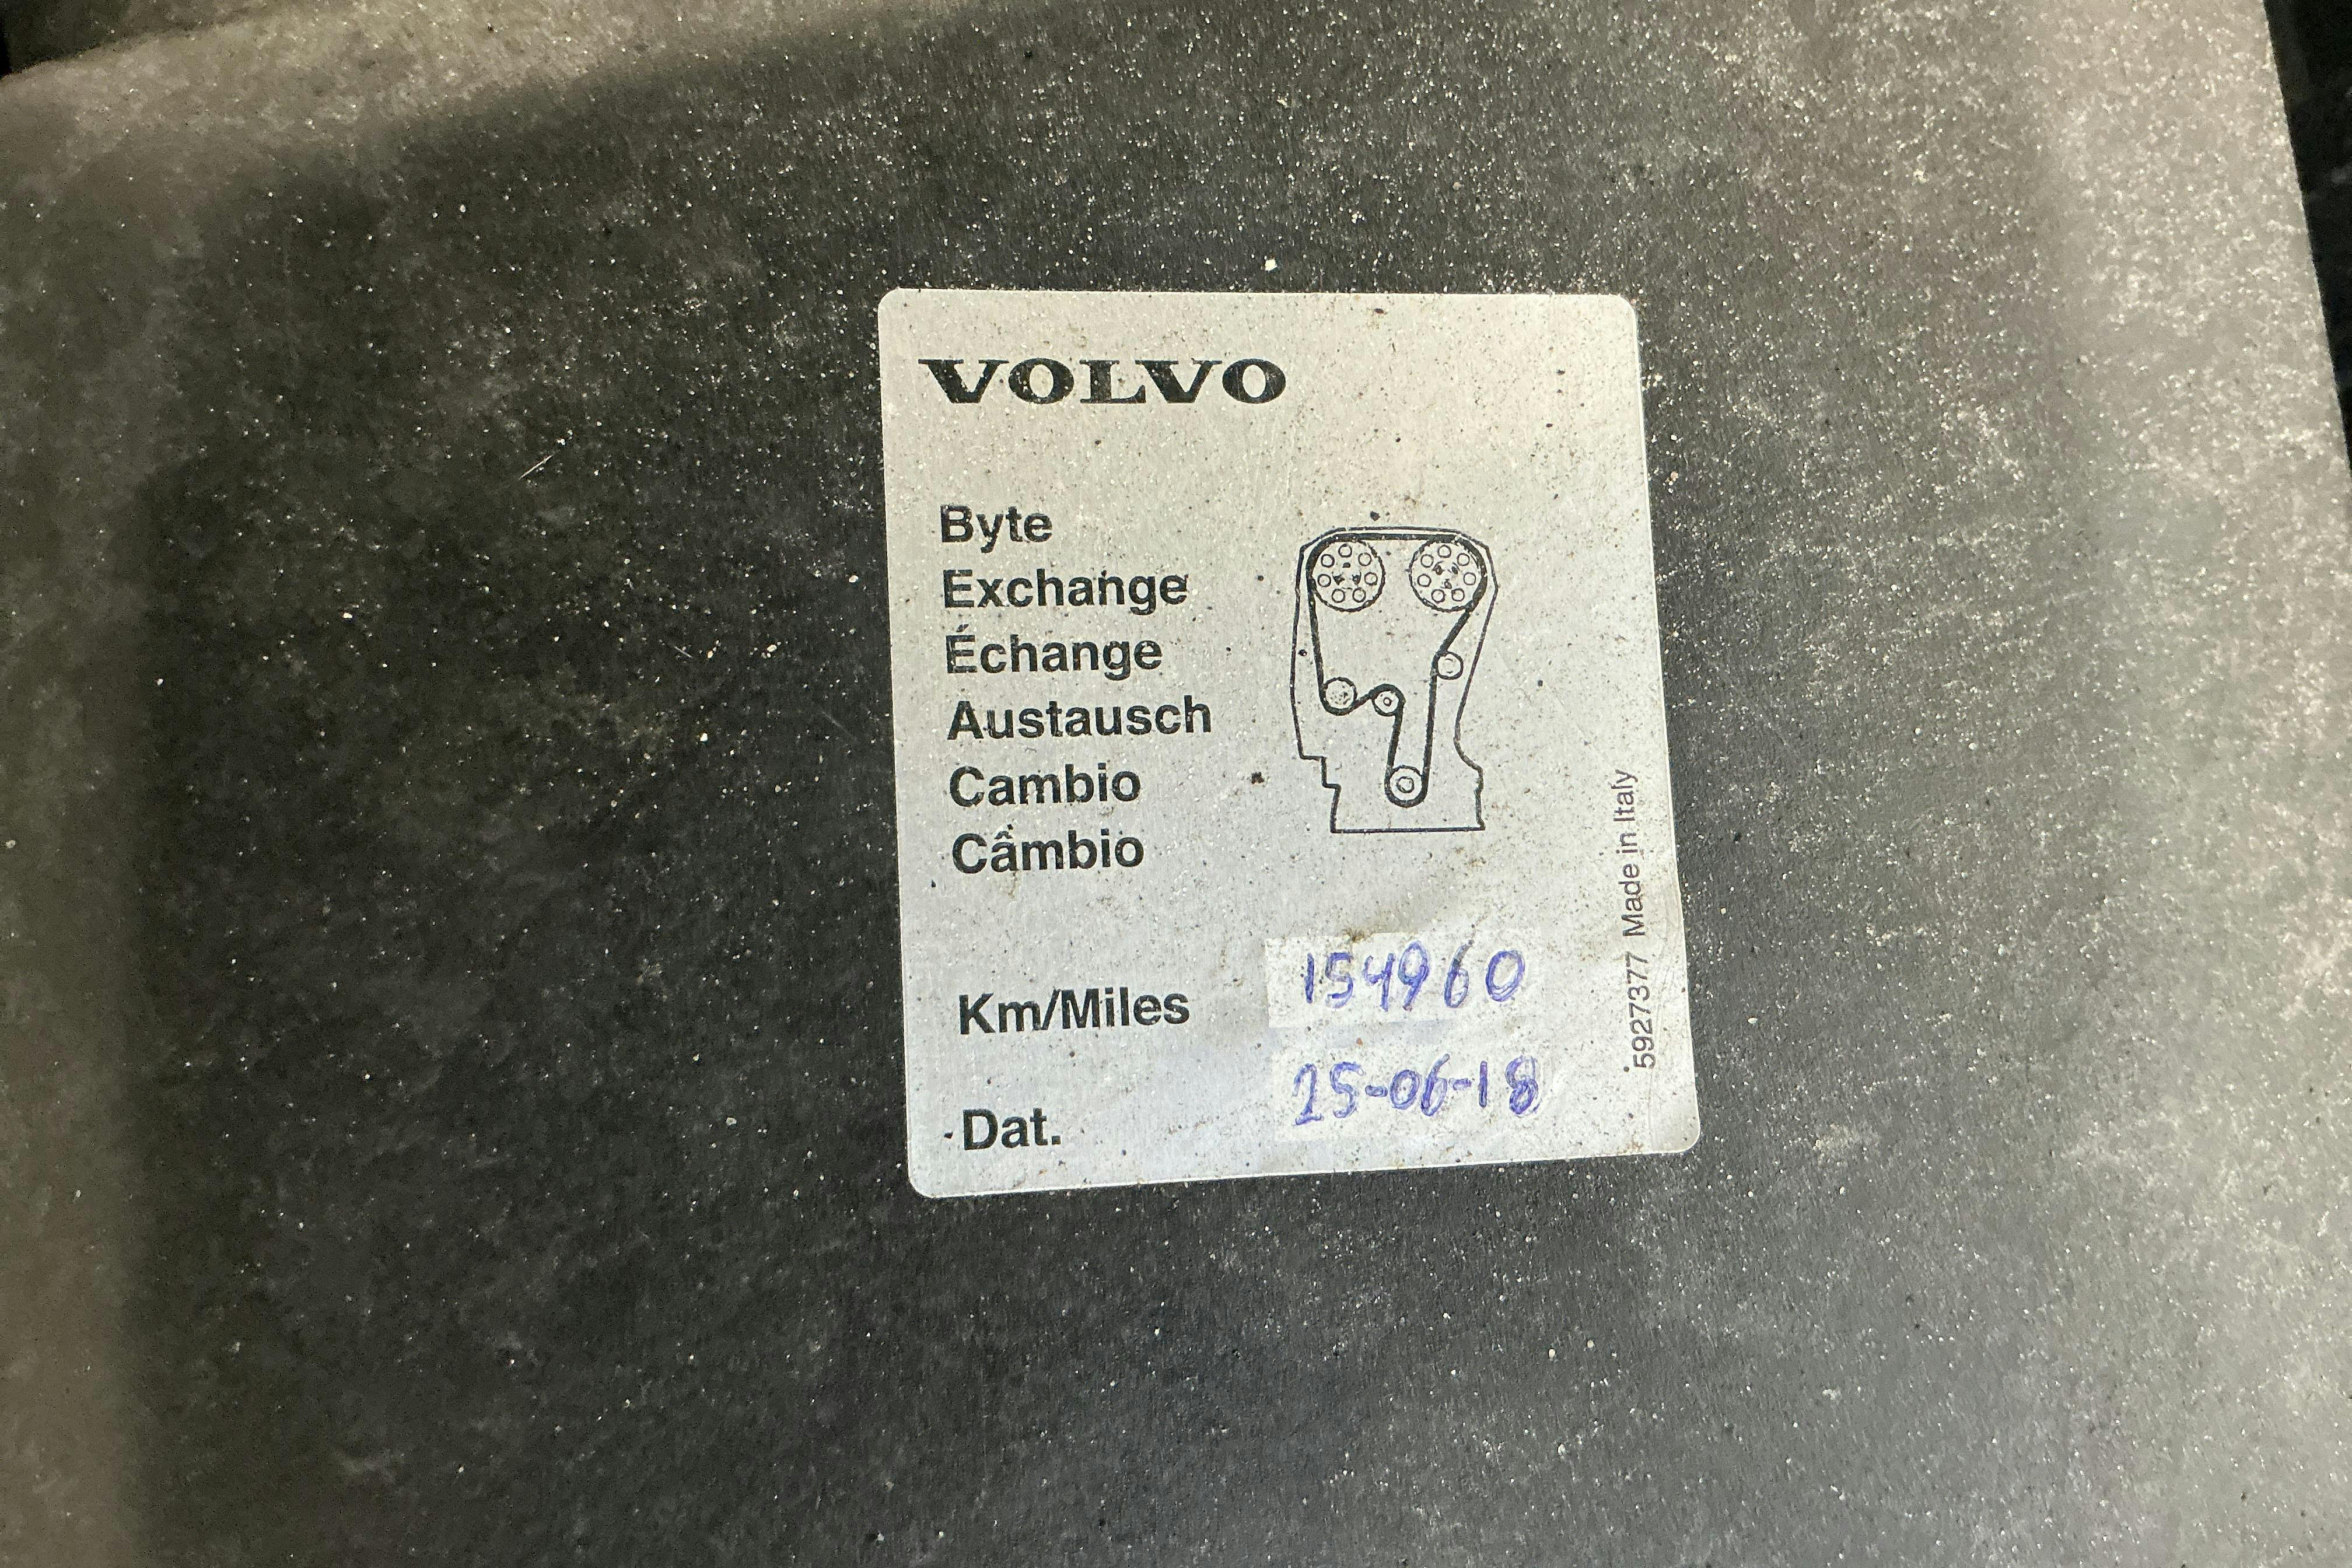 VOLVO
Byte
Exchange
Échange
Austausch
Cambio
Câmbio
Km/Miles 154960
Dat. 25-06-18
5927377 Made in Italy